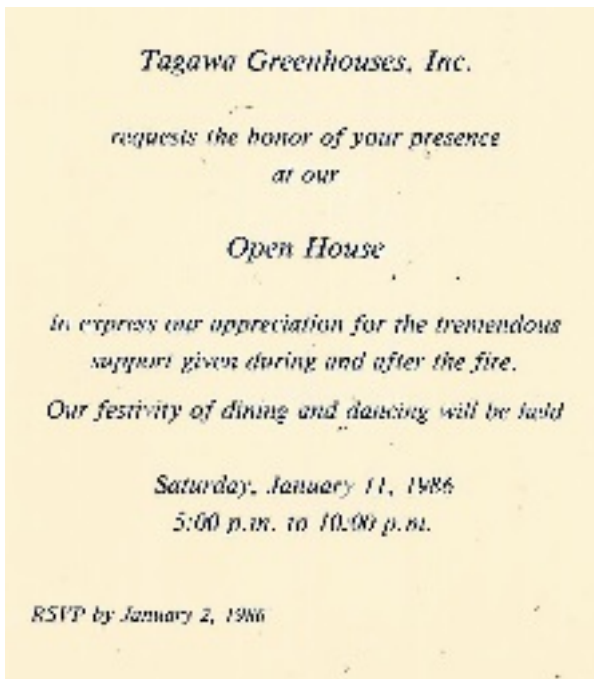 Tagawa Greenhouses, Inc.
requests the honor of your presence
at our
Open House
to express our appreciation for the tremendous
support given during and after the fire.
Our festivity of dining and dancing will be held
Saturday, January 11, 1986
5:00 p.m. to 10:00 p.m.
RSVP by January 2, 1986